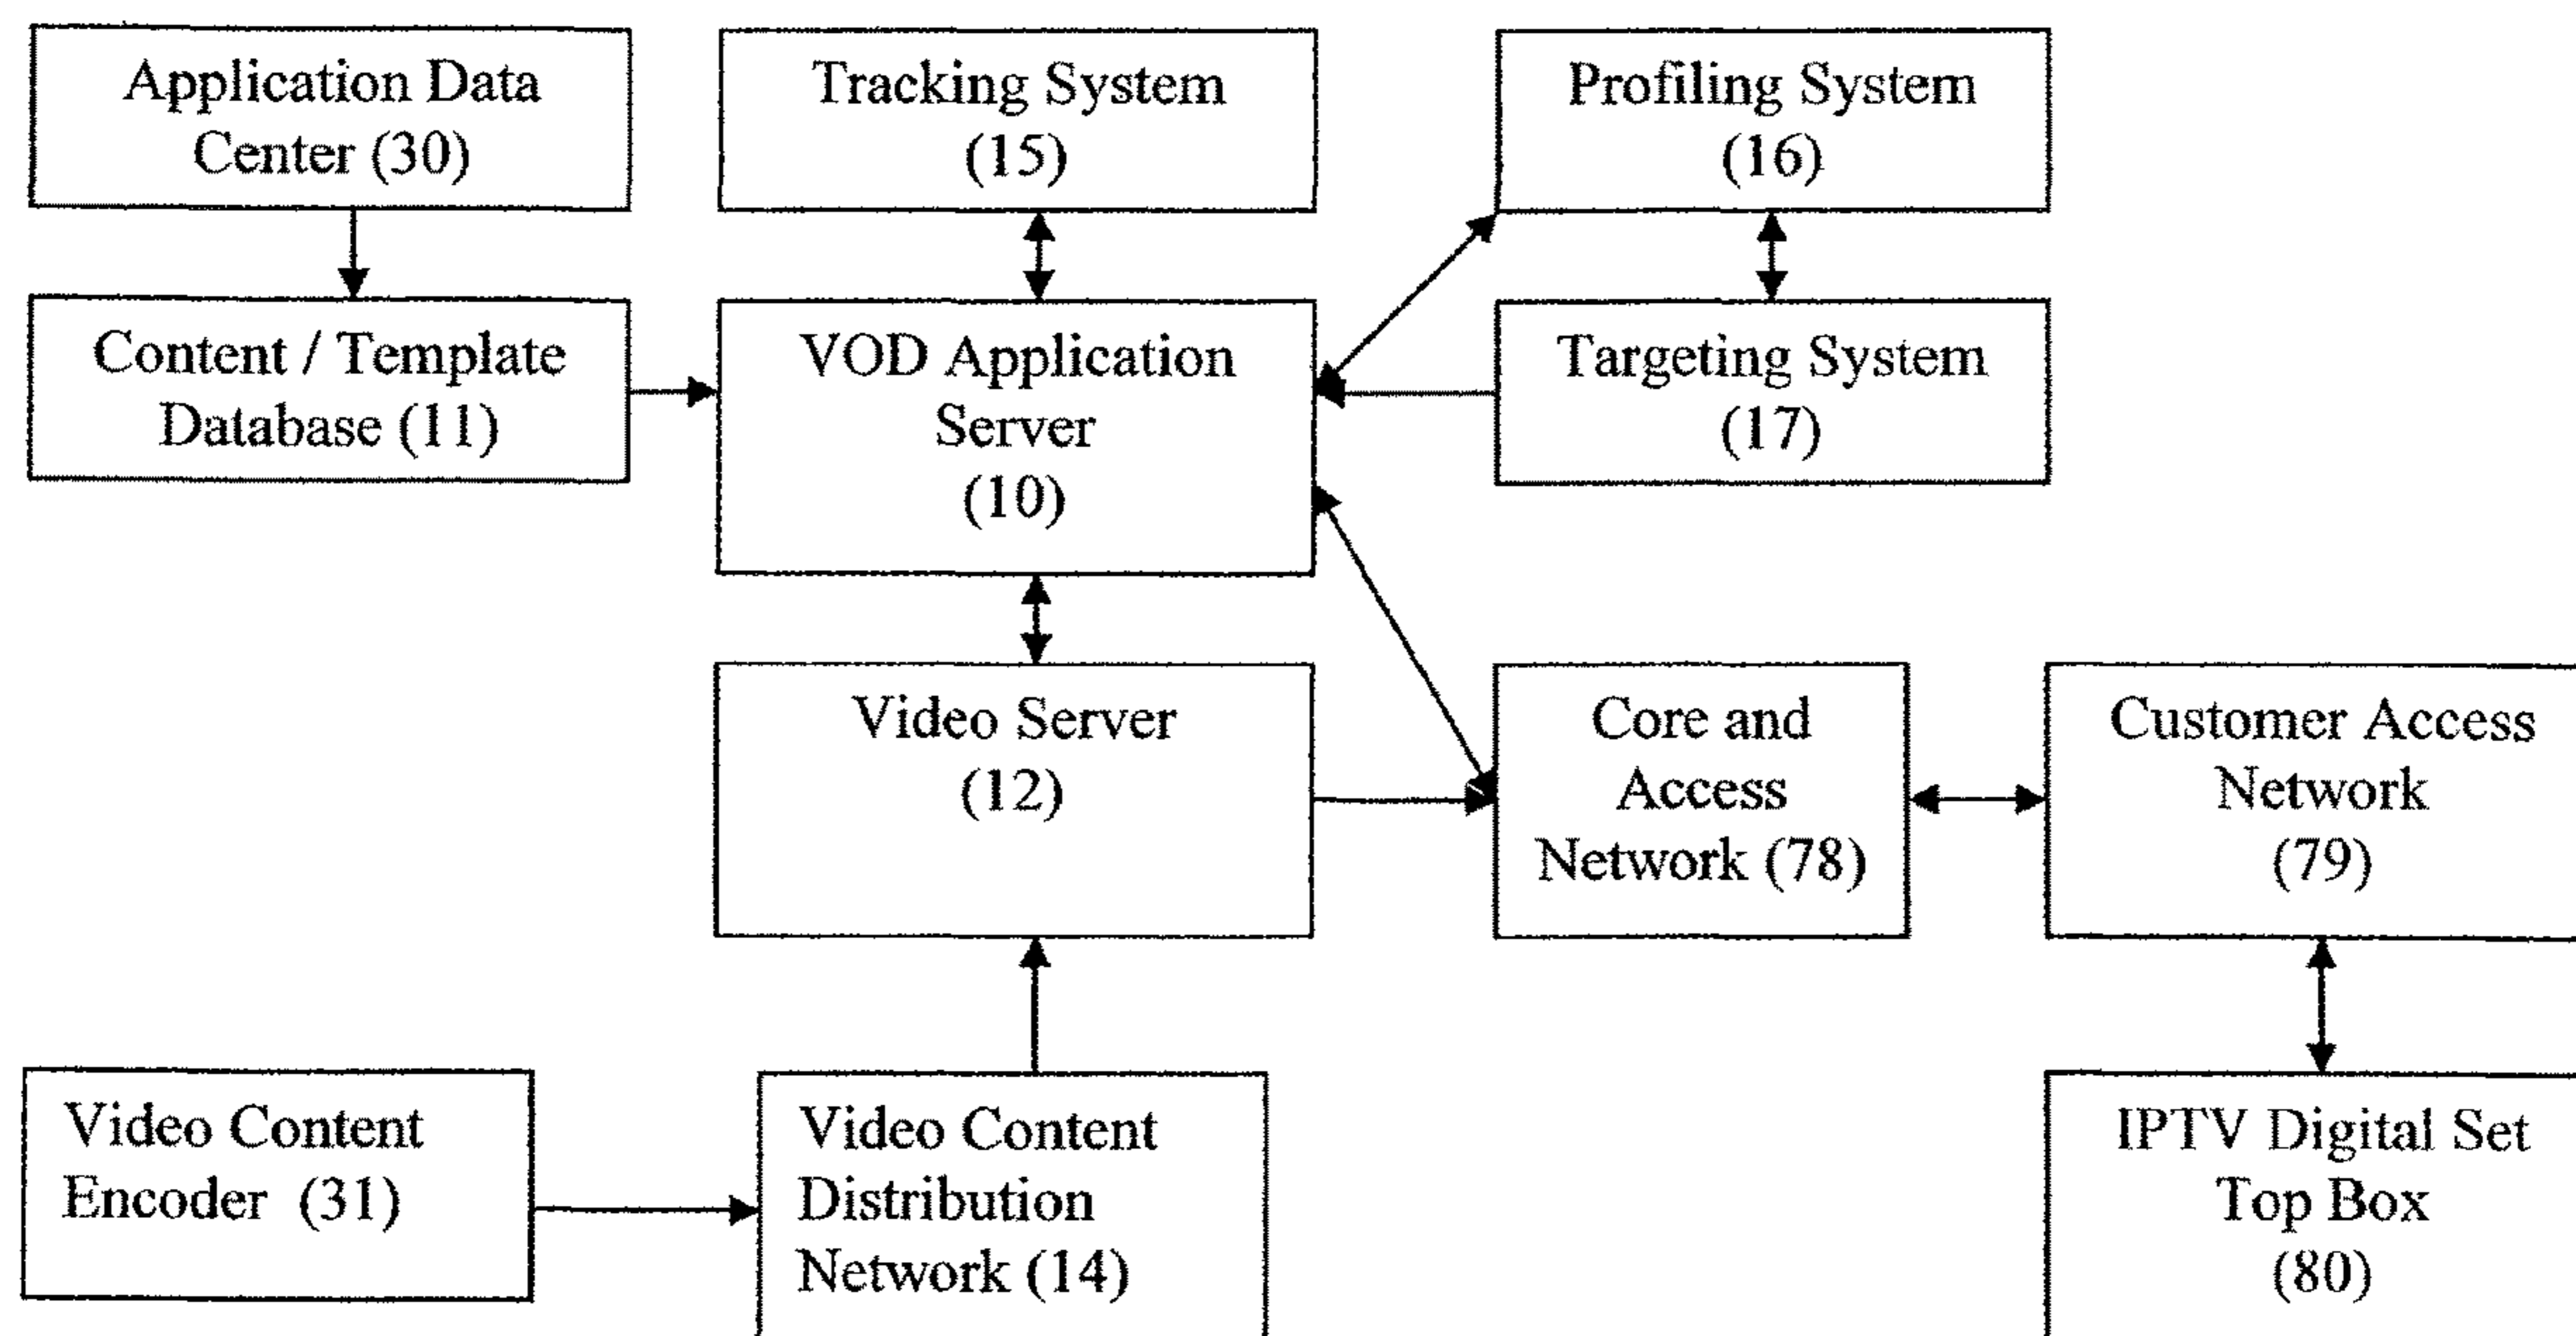 Application Data
Center (30)
Tracking System
(15)
Profiling System
(16)
Content / Template
Database (11)
VOD Application
Server
(10)
Targeting System
(17)
Video Server
(12)
Core and
Access
Network (78)
Customer Access
Network
(79)
Video Content
Encoder (31)
Video Content
Distribution
Network (14)
IPTV Digital Set
Top Box
(80)